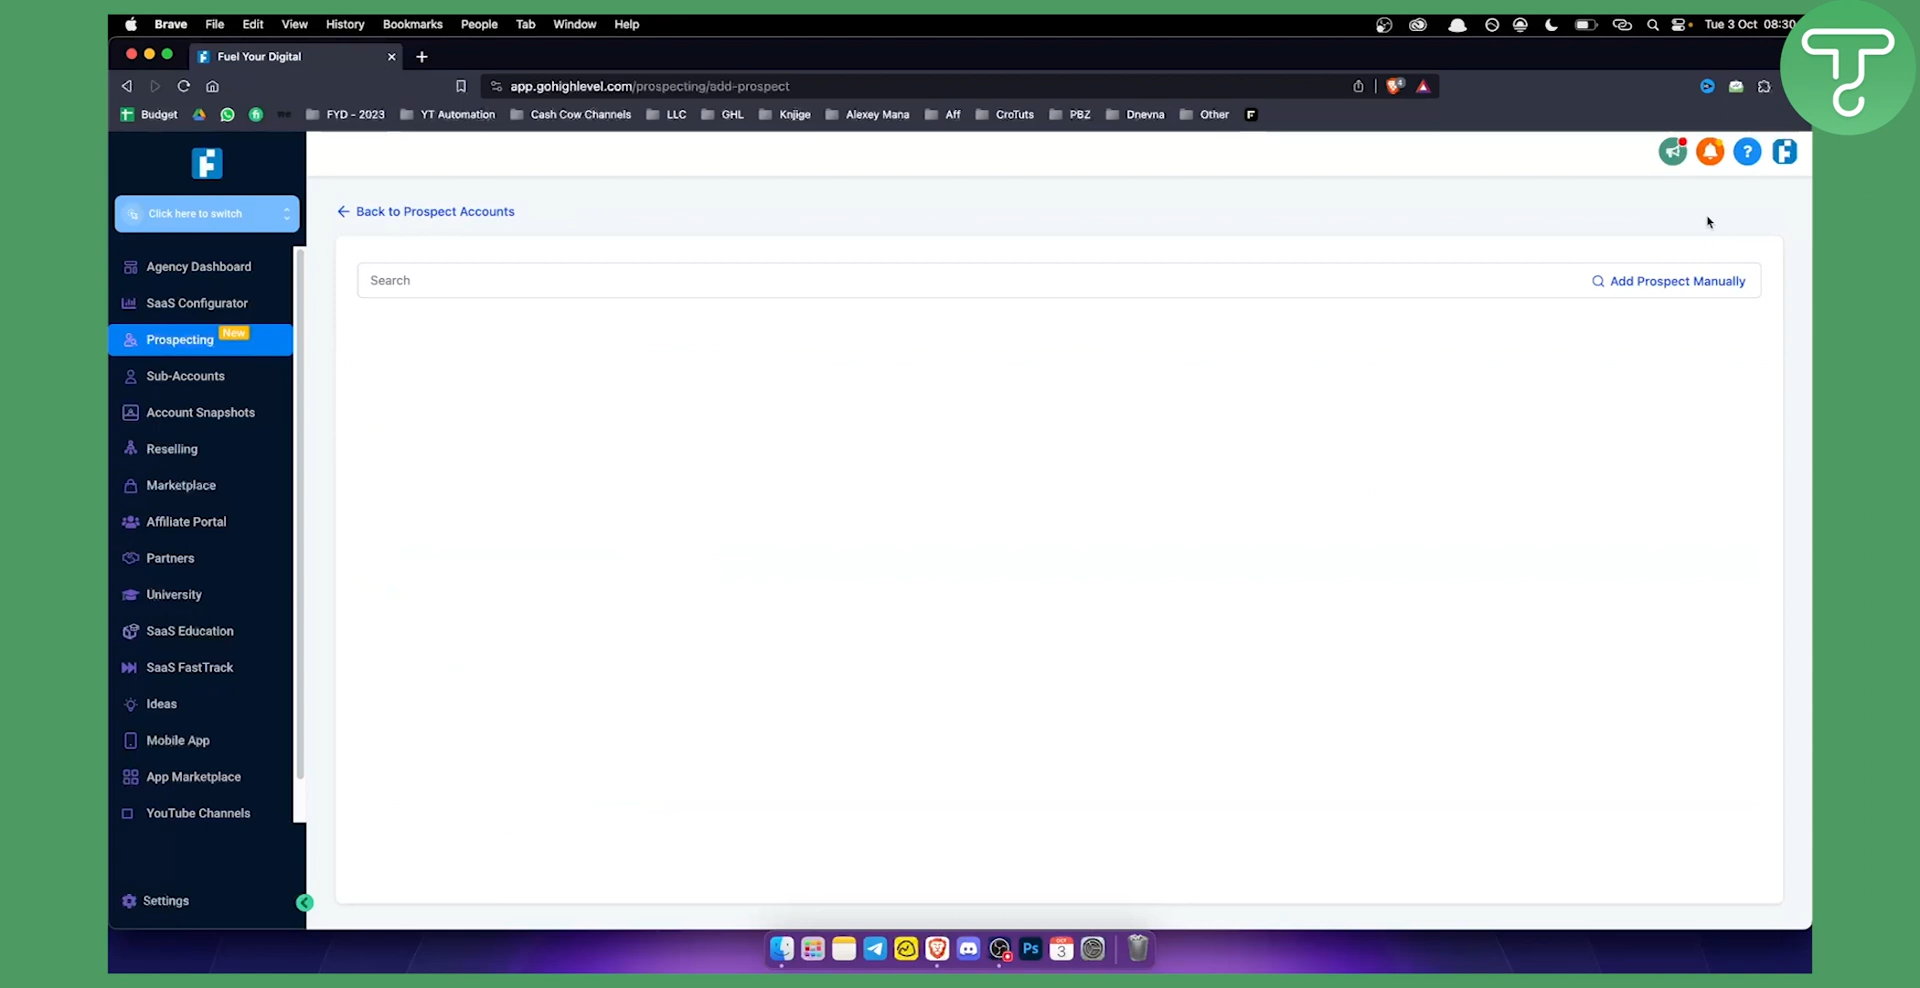 Brave File Edit View History Bookmarks People Tab Window Help Tue 3 Oct 08:30
Fuel Your Digital
app.gohighlevel.com/prospecting/add-prospect
Budget FYD - 2023 YT Automation Cash Cow Channels LLC GHL Knjige Alexey Mana Aff CroTuts PBZ Dnevna Other
Click here to switch
Back to Prospect Accounts
Search
Add Prospect Manually
Agency Dashboard
SaaS Configurator
Prospecting New
Sub-Accounts
Account Snapshots
Reselling
Marketplace
Affiliate Portal
Partners
University
SaaS Education
SaaS FastTrack
Ideas
Mobile App
App Marketplace
YouTube Channels
Settings
Ps
OCT
3